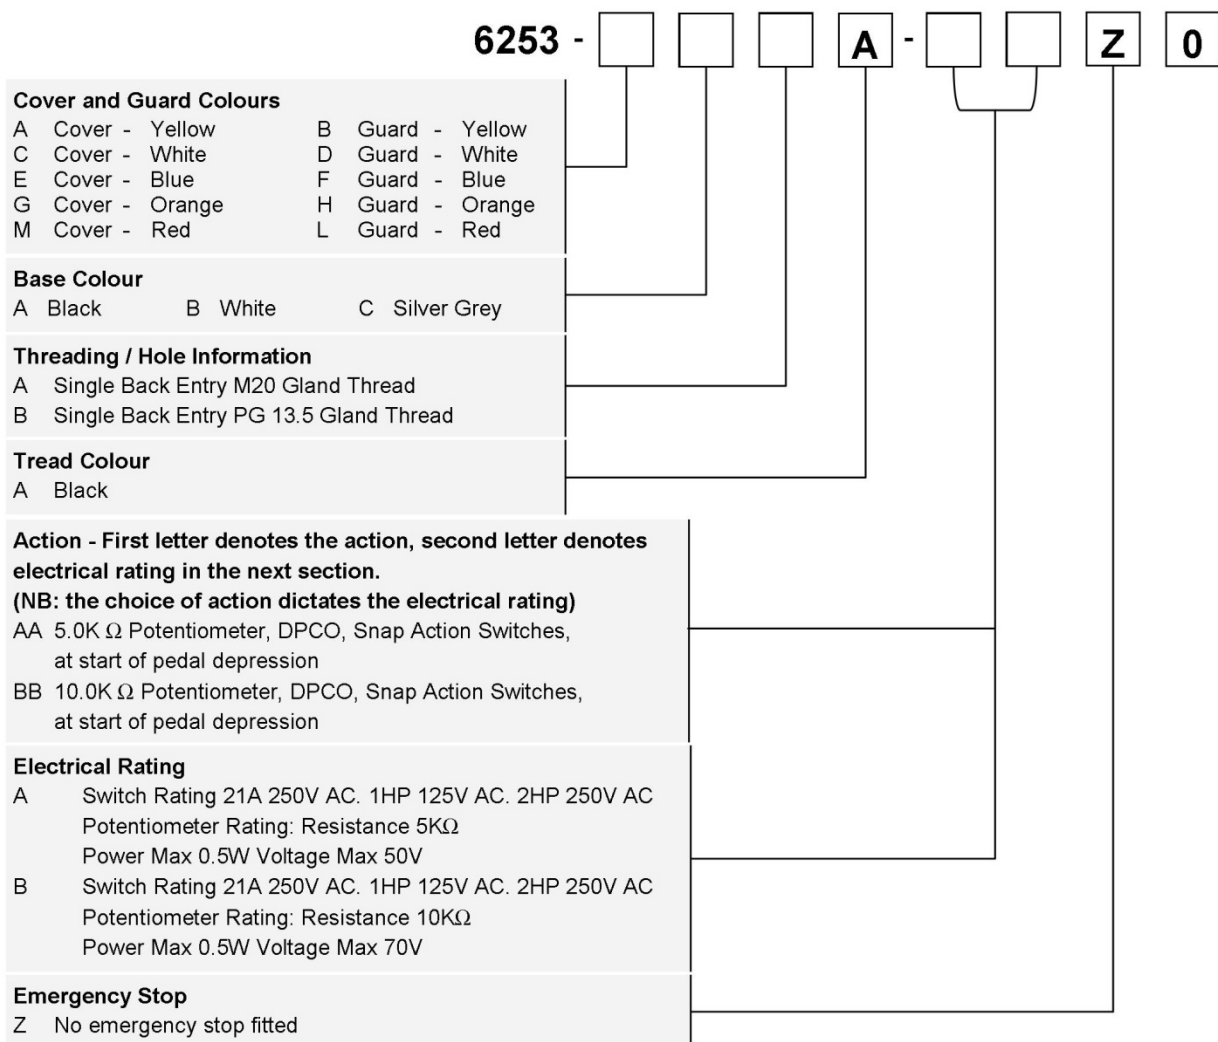 6253 - A - Z 0
Cover and Guard Colours
A Cover - Yellow B Guard - Yellow
C Cover - White D Guard - White
E Cover - Blue F Guard - Blue
G Cover - Orange H Guard - Orange
M Cover - Red L Guard - Red
Base Colour
A Black B White C Silver Grey
Threading / Hole Information
A Single Back Entry M20 Gland Thread
B Single Back Entry PG 13.5 Gland Thread
Tread Colour
A Black
Action - First letter denotes the action, second letter denotes
electrical rating in the next section.
(NB: the choice of action dictates the electrical rating)
AA 5.0K Ω Potentiometer, DPCO, Snap Action Switches,
at start of pedal depression
BB 10.0K Ω Potentiometer, DPCO, Snap Action Switches,
at start of pedal depression
Electrical Rating
A Switch Rating 21A 250V AC. 1HP 125V AC. 2HP 250V AC
Potentiometer Rating: Resistance 5KΩ
Power Max 0.5W Voltage Max 50V
B Switch Rating 21A 250V AC. 1HP 125V AC. 2HP 250V AC
Potentiometer Rating: Resistance 10KΩ
Power Max 0.5W Voltage Max 70V
Emergency Stop
Z No emergency stop fitted